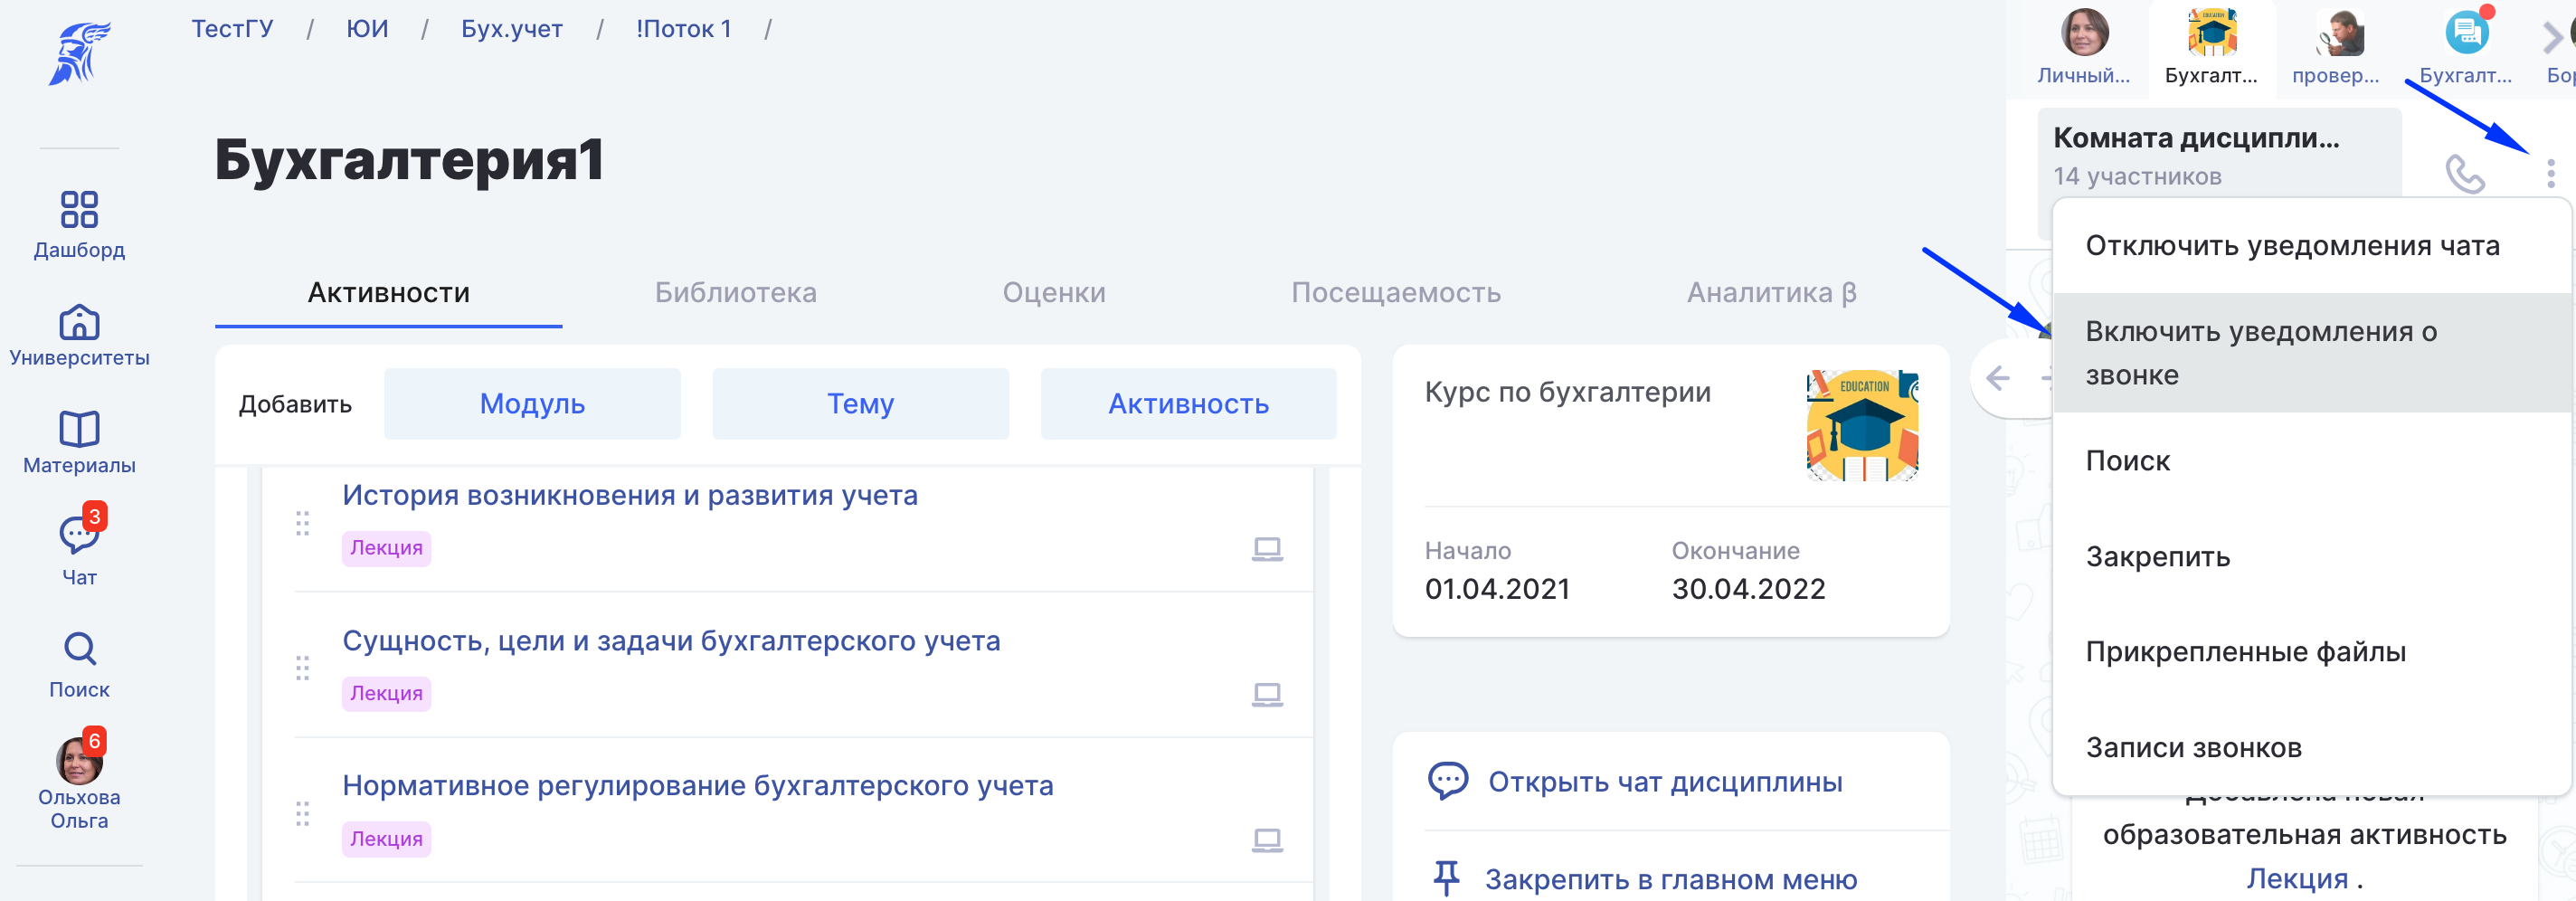 ТестГУ / ЮИ / Бух.учет / !Поток 1 /
Бухгалтерия1
Дашборд
Университеты
Материалы
3
Чат
Поиск
6
Ольхова
Ольга
Активности
Библиотека
Оценки
Посещаемость
Аналитика β
Добавить
Модуль
Тему
Активность
История возникновения и развития учета
Лекция
Сущность, цели и задачи бухгалтерского учета
Лекция
Нормативное регулирование бухгалтерского учета
Лекция
Курс по бухгалтерии
EDUCATION
Начало
01.04.2021
Окончание
30.04.2022
Открыть чат дисциплины
Закрепить в главном меню
Личный...
EDUCATION
Бухгалт...
провер...
Бухгалт...
Комната дисципли...
14 участников
Отключить уведомления чата
Включить уведомления о
звонке
Поиск
Закрепить
Прикрепленные файлы
Записи звонков
Добавлена новая
образовательная активность
Лекция .